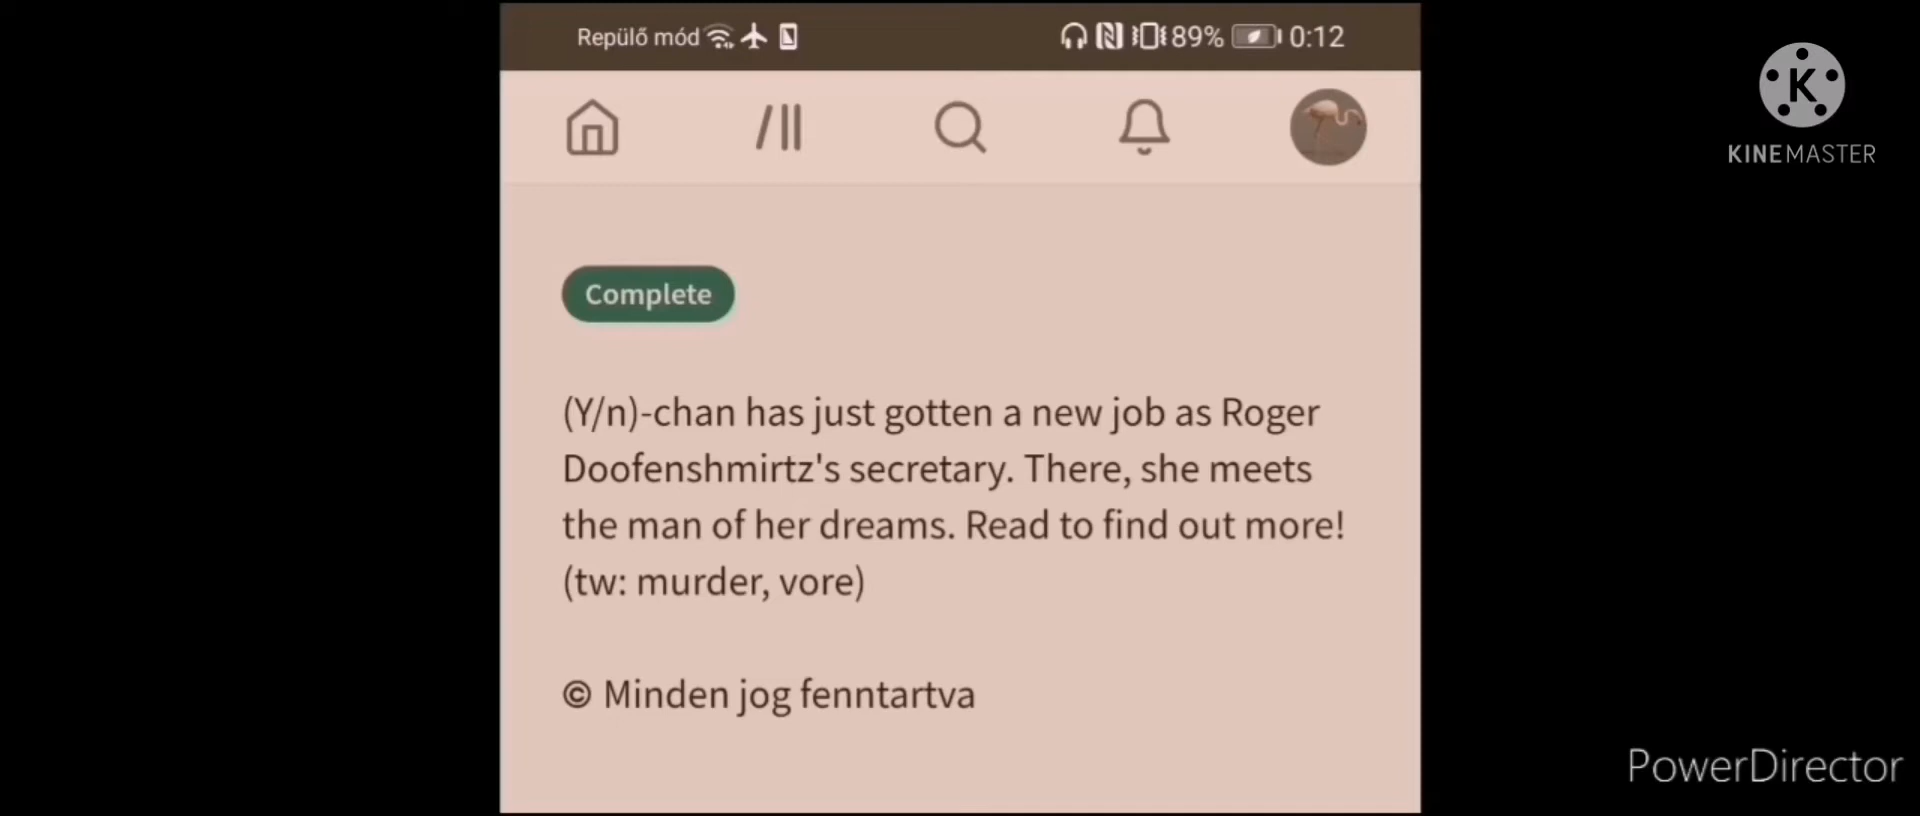 Repülő mód 89% 0:12
K
KINEMASTER
Complete
(Y/n)-chan has just gotten a new job as Roger
Doofenshmirtz's secretary. There, she meets
the man of her dreams. Read to find out more!
(tw: murder, vore)
© Minden jog fenntartva
PowerDirector